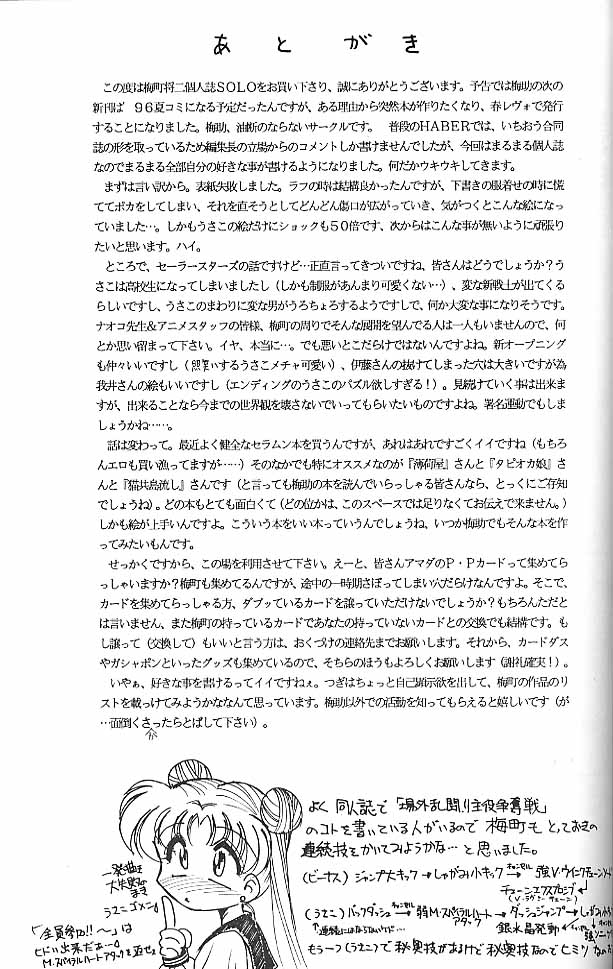 あとがき
この度は梅町将二個人誌SOLOをお買い下さり、誠にありがとうございます。予告では梅助の次の
新刊は’96夏コミになる予定だったんですが、ある理由から突然本が作りたくなり、春レヴォで発行
することになりました。梅助、油断のならないサークルです。　普段のHABERでは、いちおう合同
誌の形を取っているため編集長の立場からのコメントしか書けませんでしたが、今回はまるまる個人誌
なのでまるまる全部自分の好きな事が書けるようになりました。何だかウキウキしてきます。
まずは言い訳から。表紙失敗しました。ラフの時は結構良かったんですが、下書きの服着せの時に慌
ててポカをしてしまい、それを直そうとしてどんどん傷口が広がっていき、気がつくとこんな絵になっ
ていました…。しかもうさこの絵だけにショックも50倍です、次からはこんな事が無いように頑張り
たいと思います。ハイ。
ところで、セーラースターズの話ですけど…正直言ってきついですね、皆さんはどうでしょうか？う
さこは高校生になってしまいましたし（しかも制服があんまり可愛くない…）、変な新戦士が出てくる
らしいですし、うさこのまわりに変な男がうろちょろするようですしで、何か大変な事になりそうです。
ナオコ先生＆アニメスタッフの皆様、梅町の周りでそんな展開を望んでる人は一人もいませんので、何
とか思い留まって下さい。イヤ、本当に…。でも悪いとこだらけではないんですよね。新オープニング
も仲々いいですし（照笑いするうさこメチャ可愛い）、伊藤さんの抜けてしまった穴は大きいですが為
我井さんの絵もいいですし（エンディングのうさこのパズル欲しすぎる！）。見続けていく事は出来ま
すが、出来ることなら今までの世界観を壊さないでいってもらいたいものですよね。署名運動でもしま
しょうかね……。
話は変わって。最近よく健全なセラムン本を買うんですが、あれはあれですごくイイですね（もちろ
んエロも買い漁ってますが……）そのなかでも特にオススメなのが『薄荷屋』さんと『タピオカ娘』さ
んと『猫共島流し』さんです（と言っても梅助の本を読んでいらっしゃる皆さんなら、とっくにご存知
でしょうね）。どの本もとても面白くて（どの位かは、このスペースでは足りなくてお伝えで来ません。）
しかも絵が上手いんですよ。こういう本をいい本っていうんでしょうね、いつか梅助でもそんな本を作
ってみたいもんです。
せっかくですから、この場を利用させて下さい。えーと、皆さんアマダのP・Pカードって集めてら
っしゃいますか？梅町も集めてるんですが、途中の一時期さぼってしまい穴だらけなんですよ。そこで、
カードを集めてらっしゃる方、ダブッているカードを譲っていただけないでしょうか？もちろんただと
は言いません、また梅町の持っているカードであなたの持っていないカードとの交換でも結構です。も
し譲って（交換して）もいいと言う方は、おくづけの連絡先までお願いします。それから、カードダス
やガシャポンといったグッズも集めているので、そちらのほうもよろしくお願いします（謝礼確実！）。
いやぁ、好きな事を書けるってイイですねぇ。つぎはちょっと自己顕示欲を出して、梅町の作品のリ
ストを載っけてみようかななんて思っています。梅助以外での活動を知ってもらえると嬉しいです（が
…面倒くさったらとばして下さい）。
か
よく同人誌で「場外乱闘!?主役争奪戦」
のコトを書いている人がいるので梅町もとっておきの
連続技をかいてみようかな…と思いました。
(ビーナス) ジャンプ大キック→しゃがみ小キック→キャンセル 強V.ウインクチェーンソード
チェーンエクスプロジオン
(V.ラヴミーチェーン)
(うさこ) バックダッシュ→弱M.スパイラルハートアタック→キャンセル ダッシュジャンプ→しゃがみ
↑連続にはならないけど…
銀水晶発動
もう一つ(うさこ)で秘奥技があるけど秘奥技なのでヒミツ
一発描き
大失敗の
まき
うさこゴメンー。
「全員参加!!〜」は
ヒドい出来だぁー。
M.スパイラルハートアタックを返せぇ